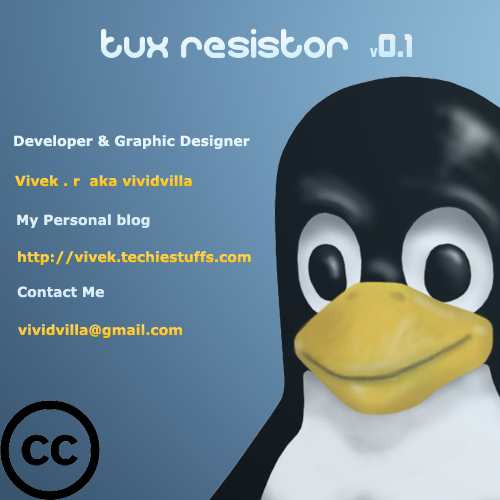 tux resistor v0.1
Developer & Graphic Designer
Vivek . r aka vividvilla
My Personal blog
http://vivek.techiestuffs.com
Contact Me
vividvilla@gmail.com
cc